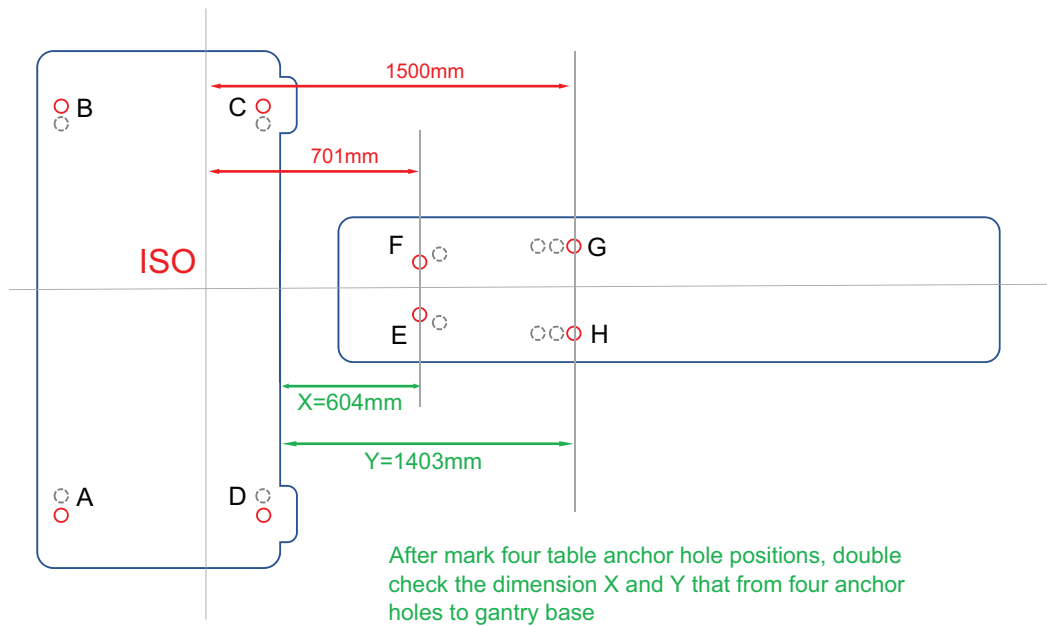 1500mm
B
C
701mm
F
G
ISO
E
H
X=604mm
Y=1403mm
A
D
After mark four table anchor hole positions, double
check the dimension X and Y that from four anchor
holes to gantry base